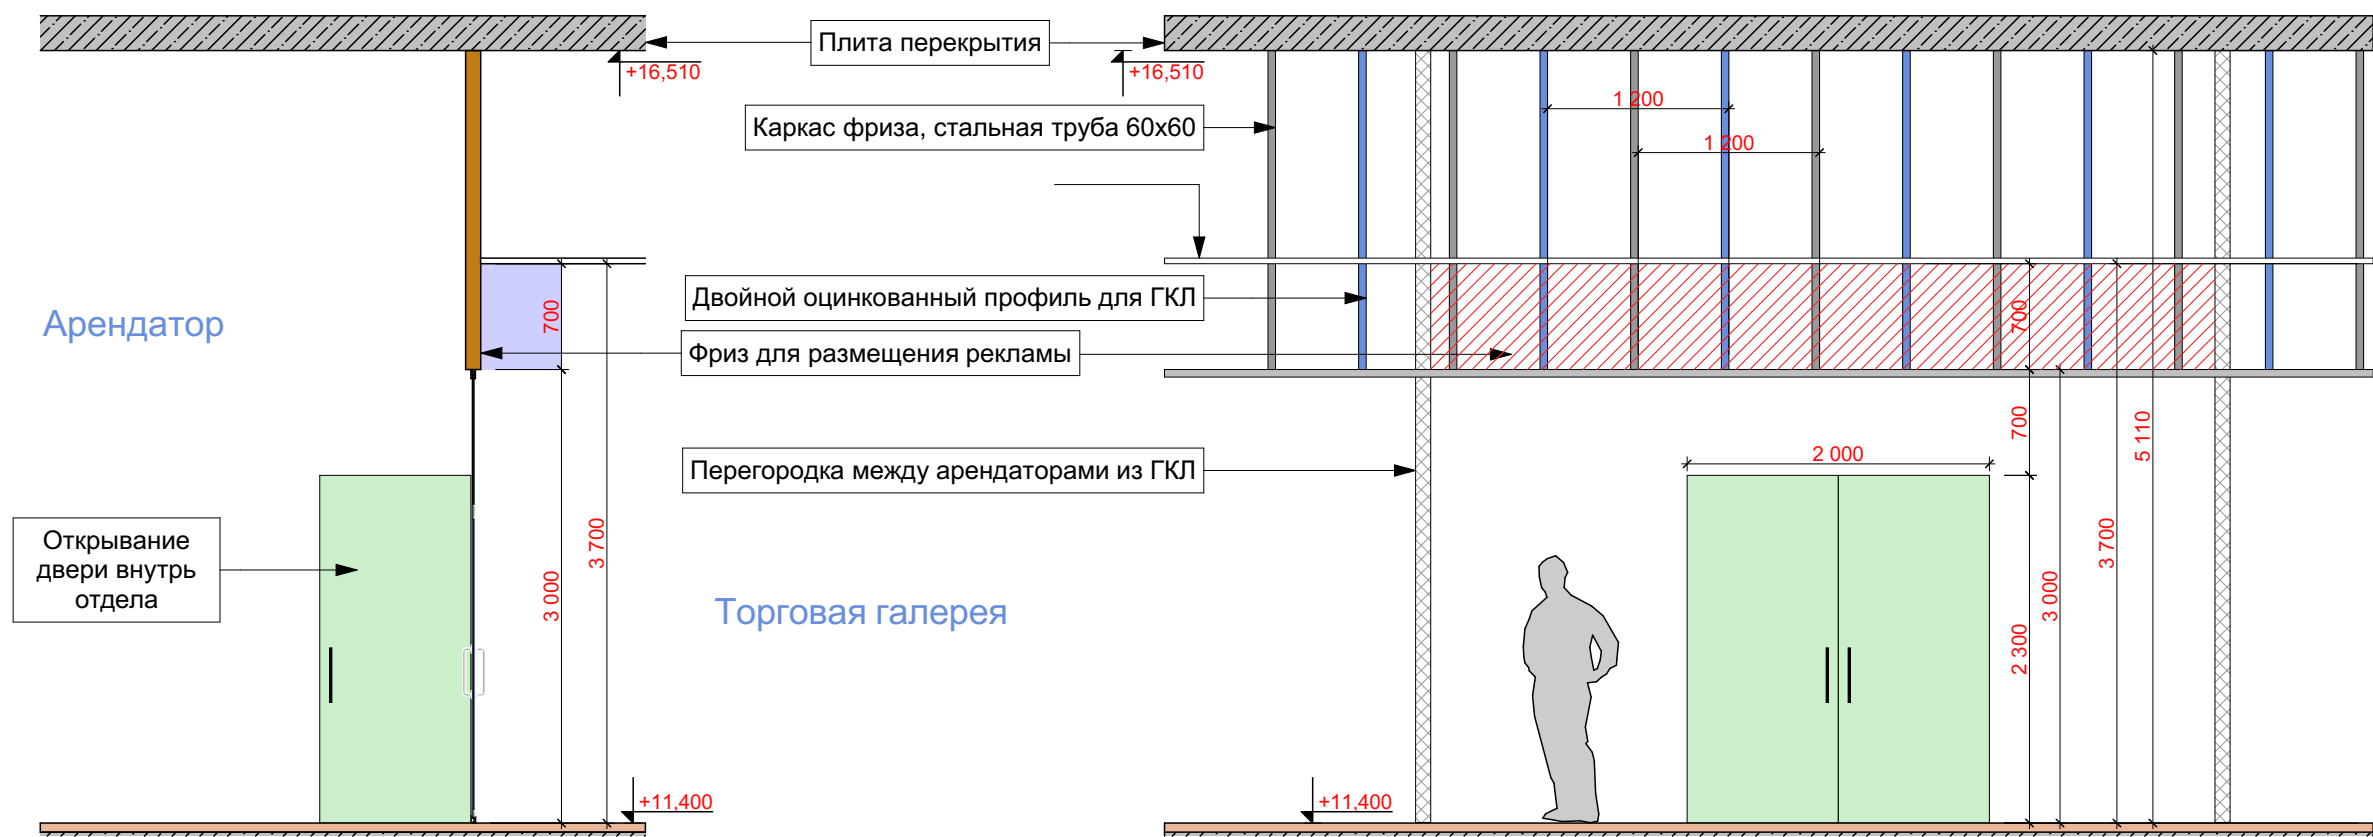 Плита перекрытия
+16,510
+16,510
Каркас фриза, стальная труба 60х60
1 200
1 200
Двойной оцинкованный профиль для ГКЛ
Арендатор
700
700
Фриз для размещения рекламы
Перегородка между арендаторами из ГКЛ
2 000
700
5 110
Открывание
двери внутрь
отдела
3 700
3 000
3 700
3 000
2 300
Торговая галерея
+11,400
+11,400